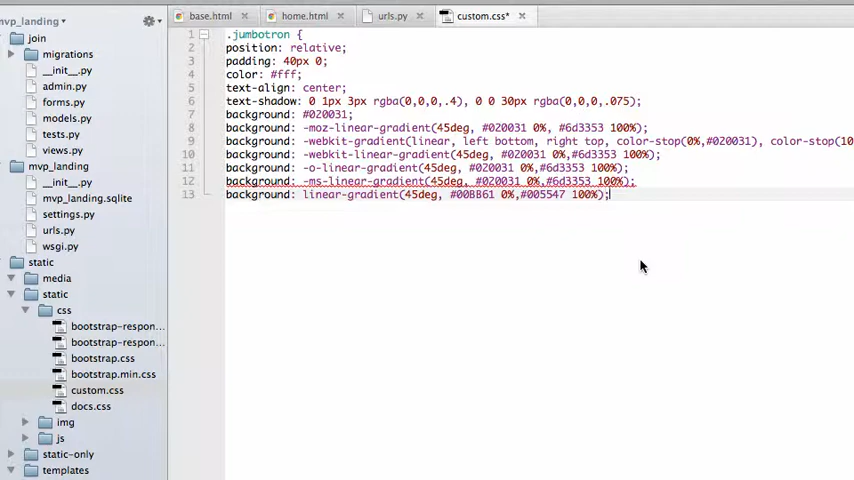 mvp_landing
join
migrations
__init__.py
admin.py
forms.py
models.py
tests.py
views.py
mvp_landing
__init__.py
mvp_landing.sqlite
settings.py
urls.py
wsgi.py
static
media
static
css
bootstrap-respon...
bootstrap-respon...
bootstrap.css
bootstrap.min.css
custom.css
docs.css
img
js
static-only
templates
base.html
home.html
urls.py
custom.css*
1 .jumbotron {
2 position: relative;
3 padding: 40px 0;
4 color: #fff;
5 text-align: center;
6 text-shadow: 0 1px 3px rgba(0,0,0,.4), 0 0 30px rgba(0,0,0,.075);
7 background: #020031;
8 background: -moz-linear-gradient(45deg, #020031 0%, #6d3353 100%);
9 background: -webkit-gradient(linear, left bottom, right top, color-stop(0%,#020031), color-stop(10
10 background: -webkit-linear-gradient(45deg, #020031 0%,#6d3353 100%);
11 background: -o-linear-gradient(45deg, #020031 0%,#6d3353 100%);
12 background: -ms-linear-gradient(45deg, #020031 0%,#6d3353 100%);
13 background: linear-gradient(45deg, #00BB61 0%,#005547 100%);